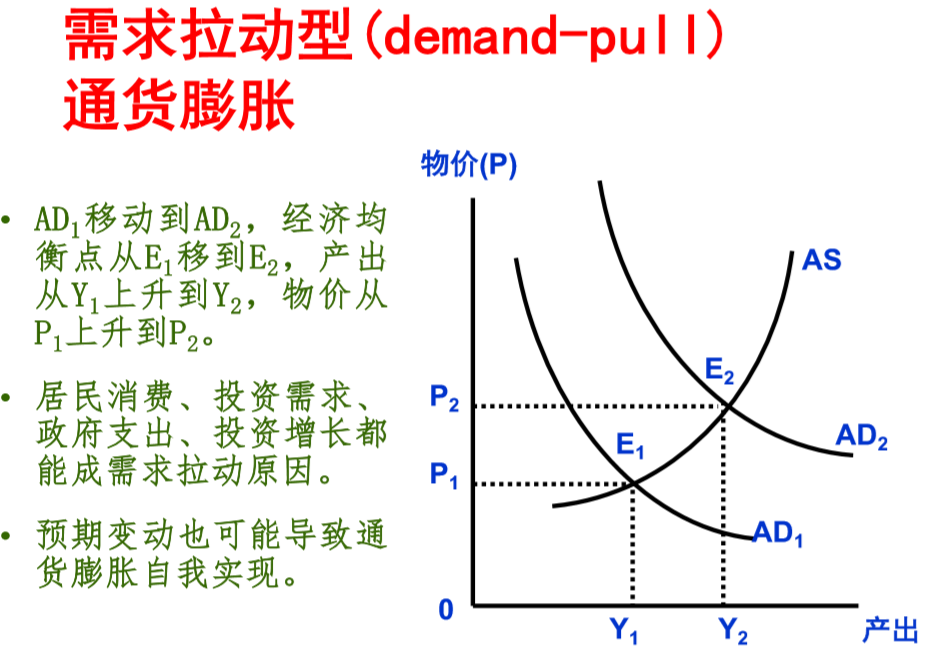 需求拉动型(demand-pull)
通货膨胀
• AD₁移动到AD₂，经济均
衡点从E₁移到E₂，产出
从Y₁上升到Y₂，物价从
P₁上升到P₂。
• 居民消费、投资需求、
政府支出、投资增长都
能成需求拉动原因。
• 预期变动也可能导致通
货膨胀自我实现。
物价(P)
AS
E₂
P₂
AD₂
E₁
P₁
AD₁
0
Y₁
Y₂
产出